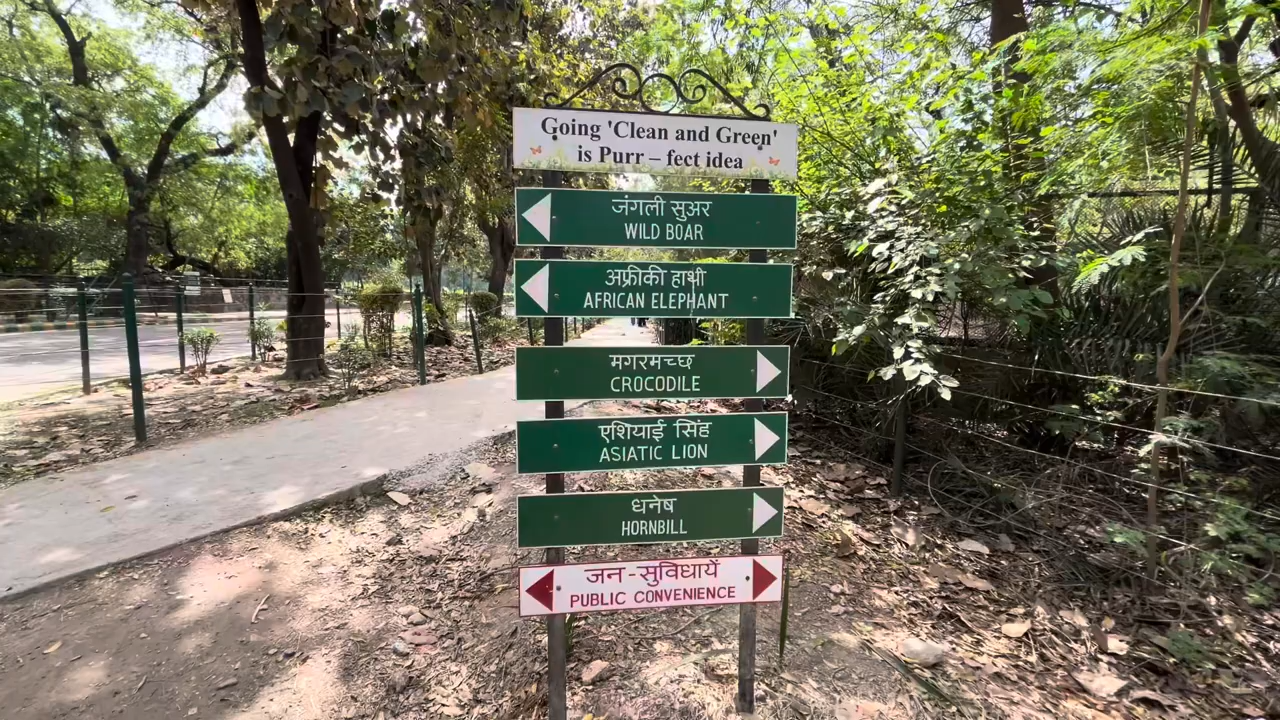 Going 'Clean and Green'
is Purr – fect idea
जंगली सुअर
WILD BOAR
अफ्रीकी हाथी
AFRICAN ELEPHANT
मगरमच्छ
CROCODILE
एशियाई सिंह
ASIATIC LION
धनेष
HORNBILL
जन-सुविधायें
PUBLIC CONVENIENCE